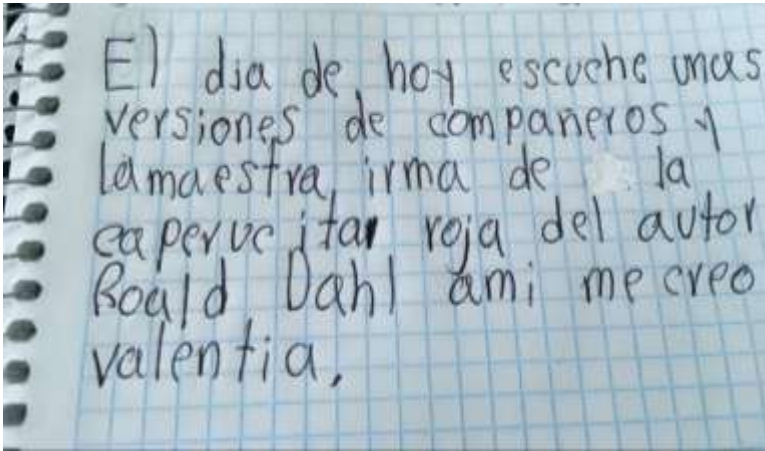 El dia de hoy escuche unas
versiones de compañeros y
lamaestra irma de la
caperucitar roja del autor
Roald Dahl ami me creo
valentia.